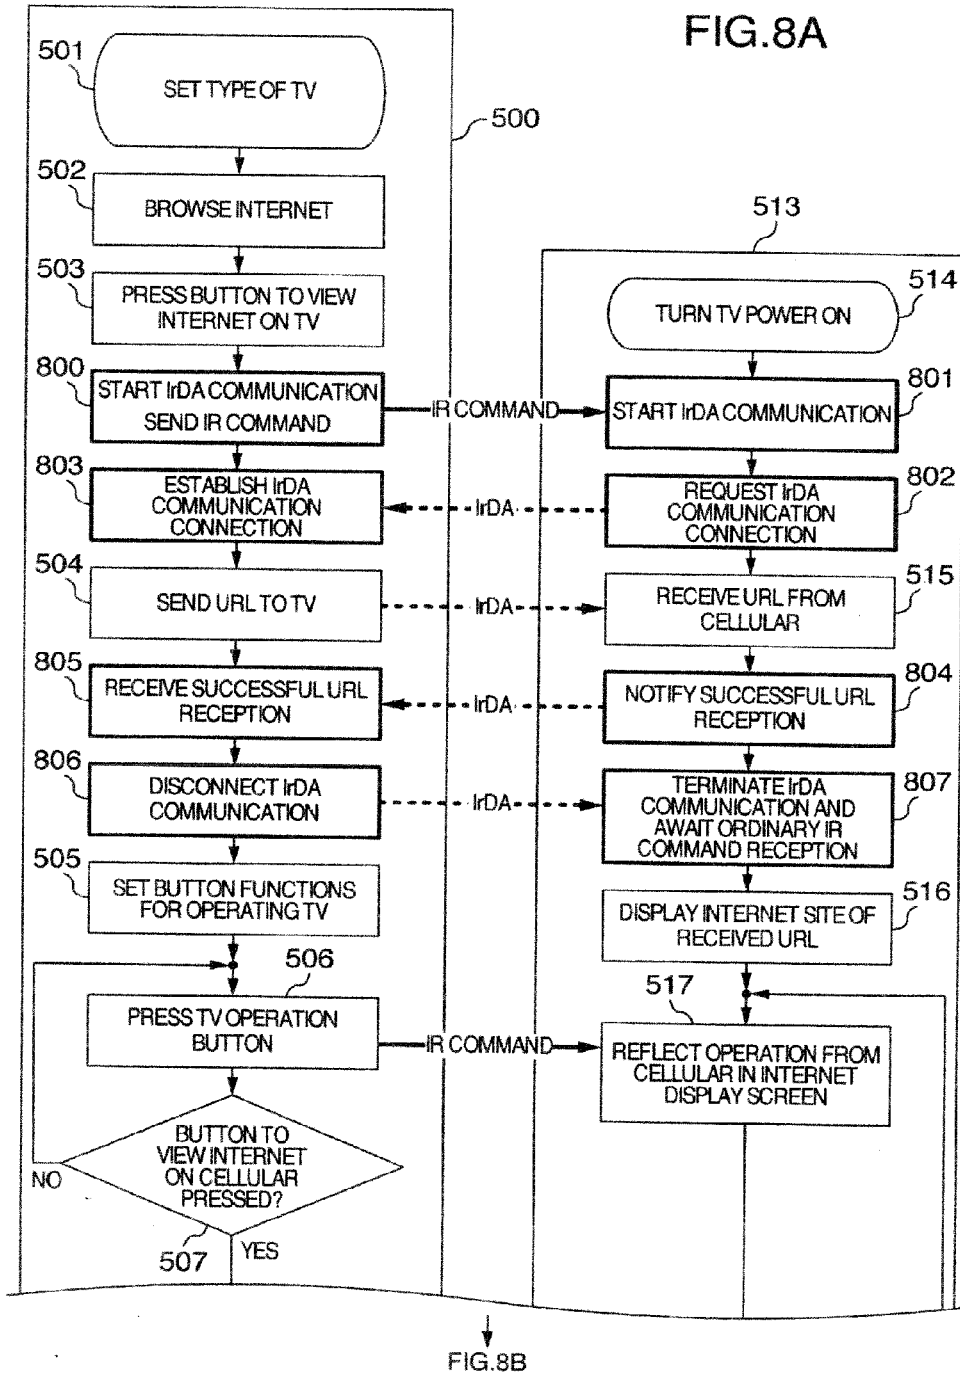 FIG.8A
501
SET TYPE OF TV
500
502
BROWSE INTERNET
503
PRESS BUTTON TO VIEW
INTERNET ON TV
513
514
TURN TV POWER ON
800
START IrDA COMMUNICATION
SEND IR COMMAND
IR COMMAND
801
START IrDA COMMUNICATION
803
ESTABLISH IrDA
COMMUNICATION
CONNECTION
IrDA
802
REQUEST IrDA
COMMUNICATION
CONNECTION
504
SEND URL TO TV
IrDA
515
RECEIVE URL FROM
CELLULAR
805
RECEIVE SUCCESSFUL URL
RECEPTION
IrDA
804
NOTIFY SUCCESSFUL URL
RECEPTION
806
DISCONNECT IrDA
COMMUNICATION
IrDA
807
TERMINATE IrDA
COMMUNICATION AND
AWAIT ORDINARY IR
COMMAND RECEPTION
505
SET BUTTON FUNCTIONS
FOR OPERATING TV
516
DISPLAY INTERNET SITE OF
RECEIVED URL
506
PRESS TV OPERATION
BUTTON
IR COMMAND
517
REFLECT OPERATION FROM
CELLULAR IN INTERNET
DISPLAY SCREEN
BUTTON TO
VIEW INTERNET
ON CELLULAR
PRESSED?
NO
507
YES
FIG.8B